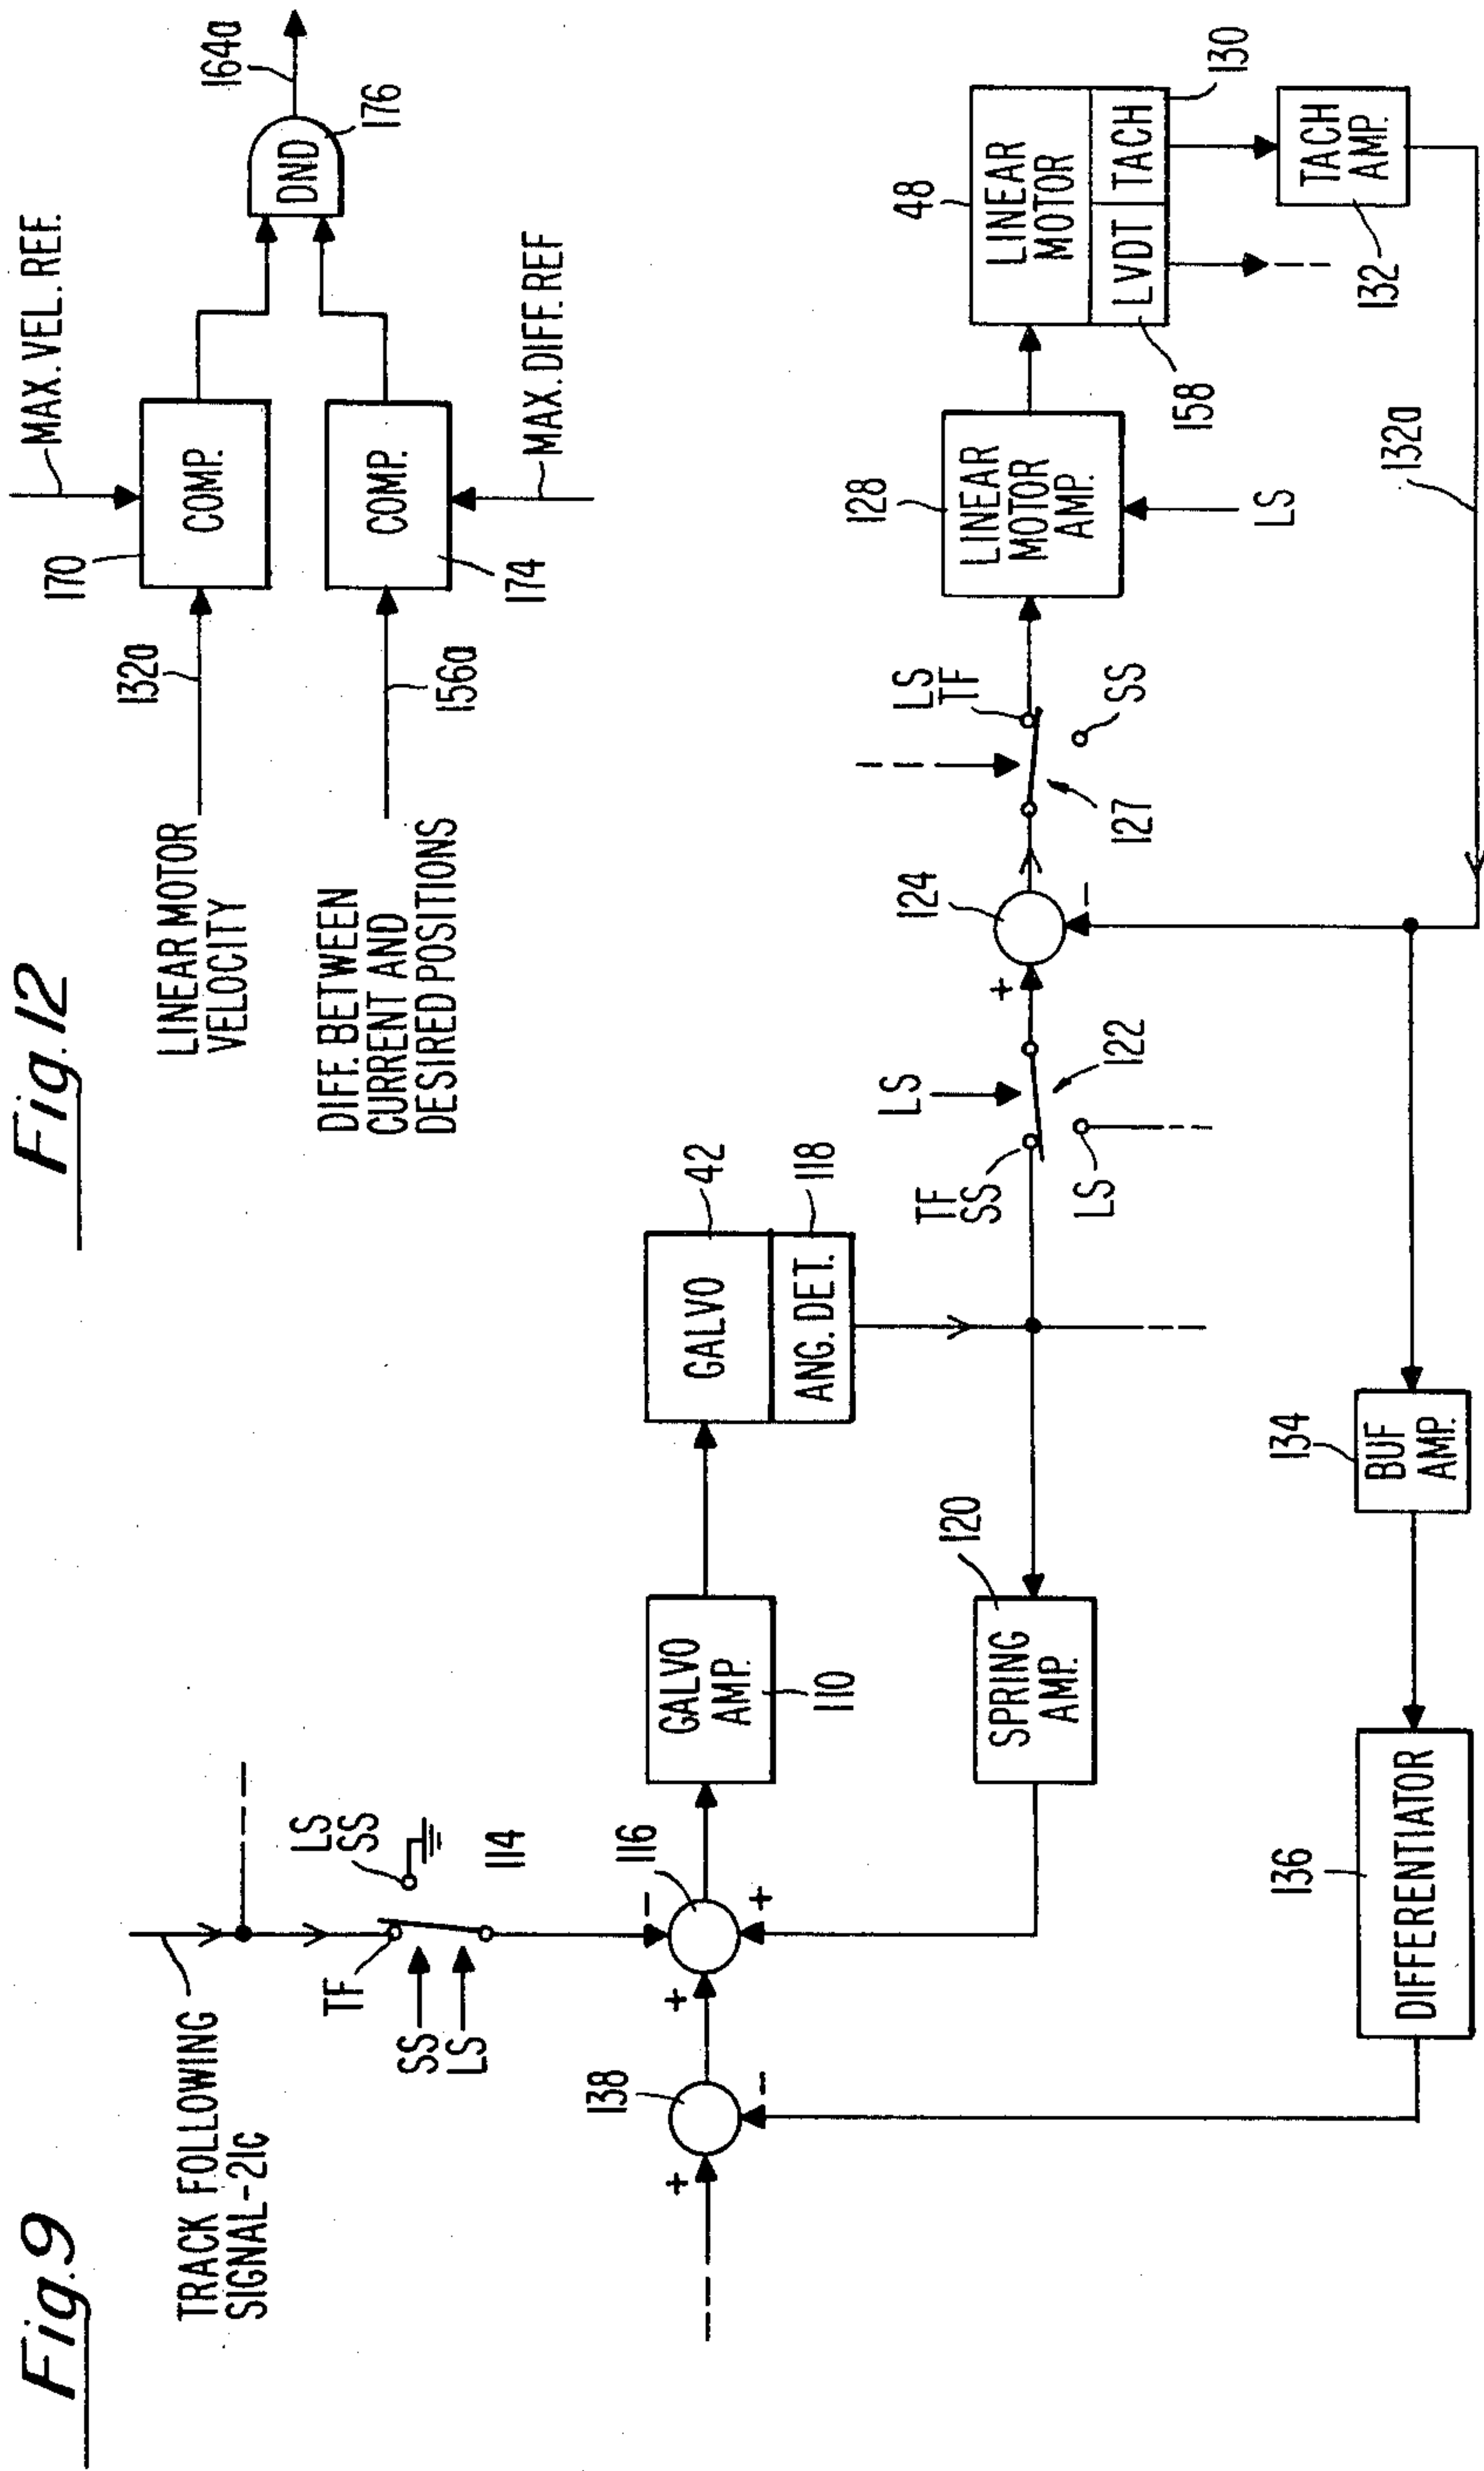 Fig. 9
TRACK FOLLOWING
SIGNAL-21c
TF
SS
LS
LS
SS
114
138
+
-
+
-
116
+
GALVO
AMP.
110
GALVO
42
ANG. DET.
118
SPRING
AMP.
120
TF
SS
LS
LS
122
+
124
-
127
LS
TF
SS
128
LINEAR
MOTOR
AMP.
LS
48
LINEAR
MOTOR
LVDT
TACH
158
130
TACH
AMP.
132
132a
134
BUF
AMP.
136
DIFFERENTIATOR
Fig. 12
LINEAR MOTOR
VELOCITY
132a
170
COMP.
MAX. VEL. REF.
DIFF. BETWEEN
CURRENT AND
DESIRED POSITIONS
156a
174
COMP.
MAX. DIFF. REF
DND
176
164a